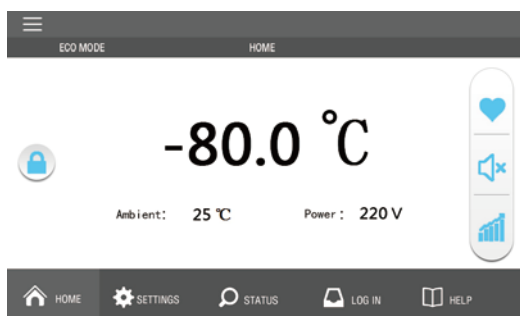 ECO MODE HOME
-80.0 ℃
Ambient: 25 ℃ Power: 220 V
HOME SETTINGS STATUS LOG IN HELP